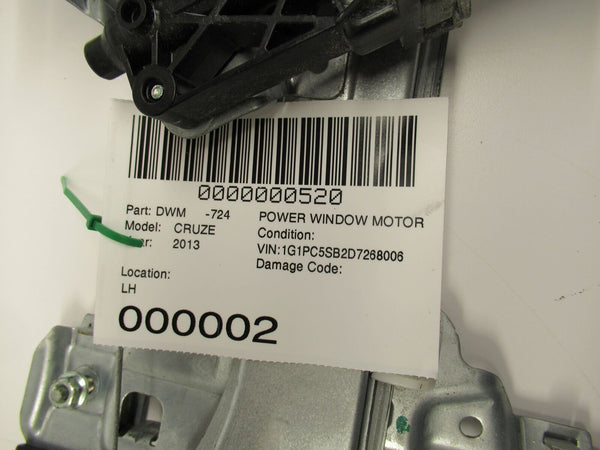 0000000520
Part: DWM -724 POWER WINDOW MOTOR
Model: CRUZE Condition:
2013 VIN:1G1PC5SB2D7268006
Damage Code:
Location:
LH
000002